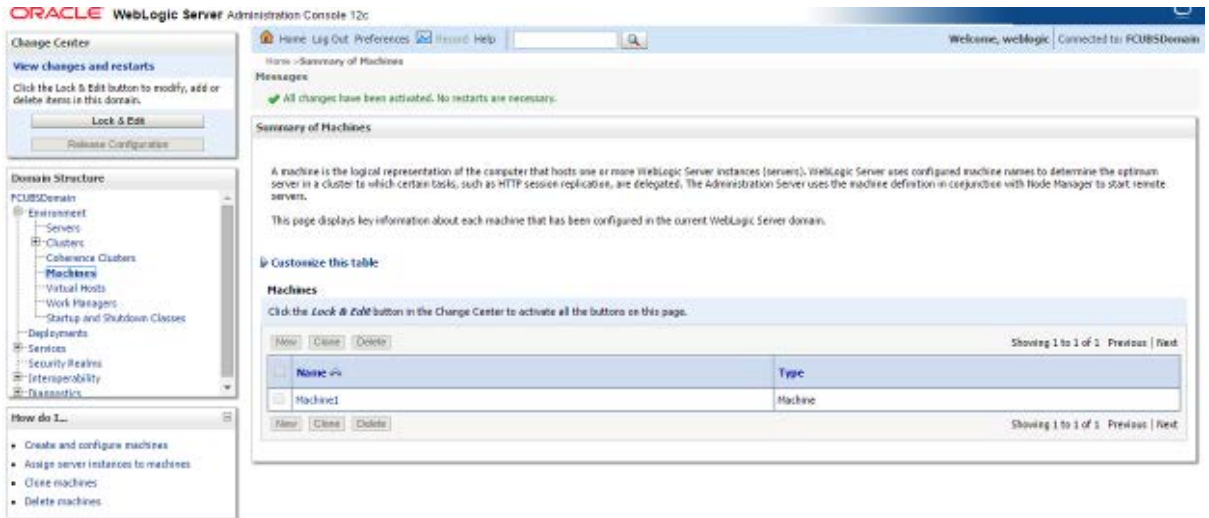 ORACLE WebLogic Server Administration Console 12c
Change Center
View changes and restarts
Click the Lock & Edit button to modify, add or
delete items in this domain.
Lock & Edit
Release Configuration
Domain Structure
FCUBSDomain
Environment
Servers
Clusters
Coherence Clusters
Machines
Virtual Hosts
Work Managers
Startup and Shutdown Classes
Deployments
Services
Security Realms
Interoperability
Diagnostics
How do I...
Create and configure machines
Assign server instances to machines
Clone machines
Delete machines
Home Log Out Preferences Record Help
Welcome, weblogic Connected to: FCUBSDomain
Home >Summary of Machines
Messages
All changes have been activated. No restarts are necessary.
Summary of Machines
A machine is the logical representation of the computer that hosts one or more WebLogic Server instances (servers). WebLogic Server uses configured machine names to determine the optimum
server in a cluster to which certain tasks, such as HTTP session replication, are delegated. The Administration Server uses the machine definition in conjunction with Node Manager to start remote
servers.
This page displays key information about each machine that has been configured in the current WebLogic Server domain.
Customize this table
Machines
Click the Lock & Edit button in the Change Center to activate all the buttons on this page.
New Clone Delete Showing 1 to 1 of 1 Previous | Next
Name Type
Machine1 Machine
New Clone Delete Showing 1 to 1 of 1 Previous | Next